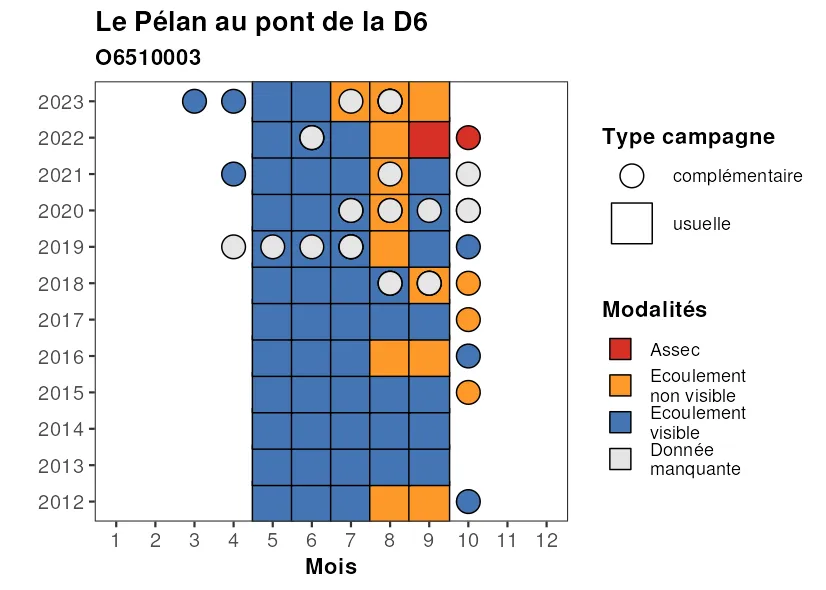 Le Pélan au pont de la D6
O6510003
2023
2022
2021
2020
2019
2018
2017
2016
2015
2014
2013
2012
1 2 3 4 5 6 7 8 9 10 11 12
Mois
Type campagne
complémentaire
usuelle
Modalités
Assec
Ecoulement
non visible
Ecoulement
visible
Donnée
manquante